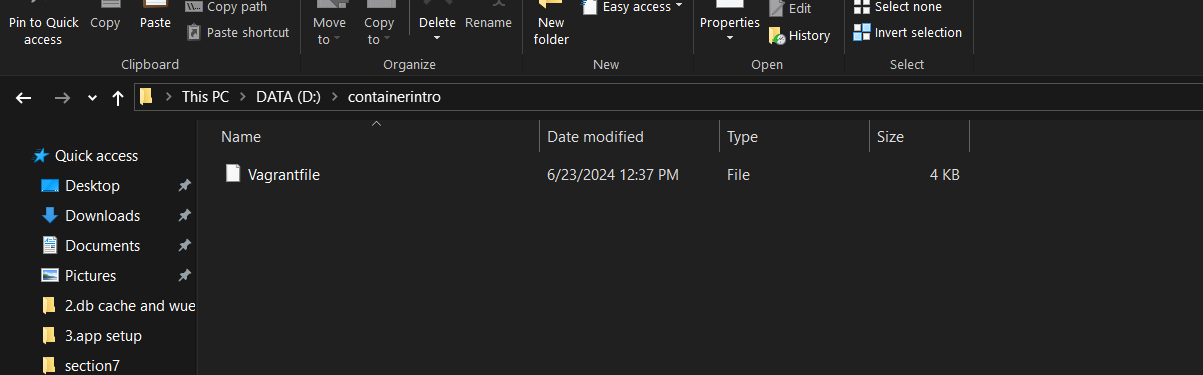 Pin to Quick access
Copy
Paste
Copy path
Paste shortcut
Clipboard
Move to
Copy to
Delete
Rename
Organize
New folder
Easy access
New
Properties
Edit
History
Open
Select none
Invert selection
Select
This PC > DATA (D:) > containerintro
Name Date modified Type Size
Vagrantfile 6/23/2024 12:37 PM File 4 KB
Quick access
Desktop
Downloads
Documents
Pictures
2.db cache and wue
3.app setup
section7